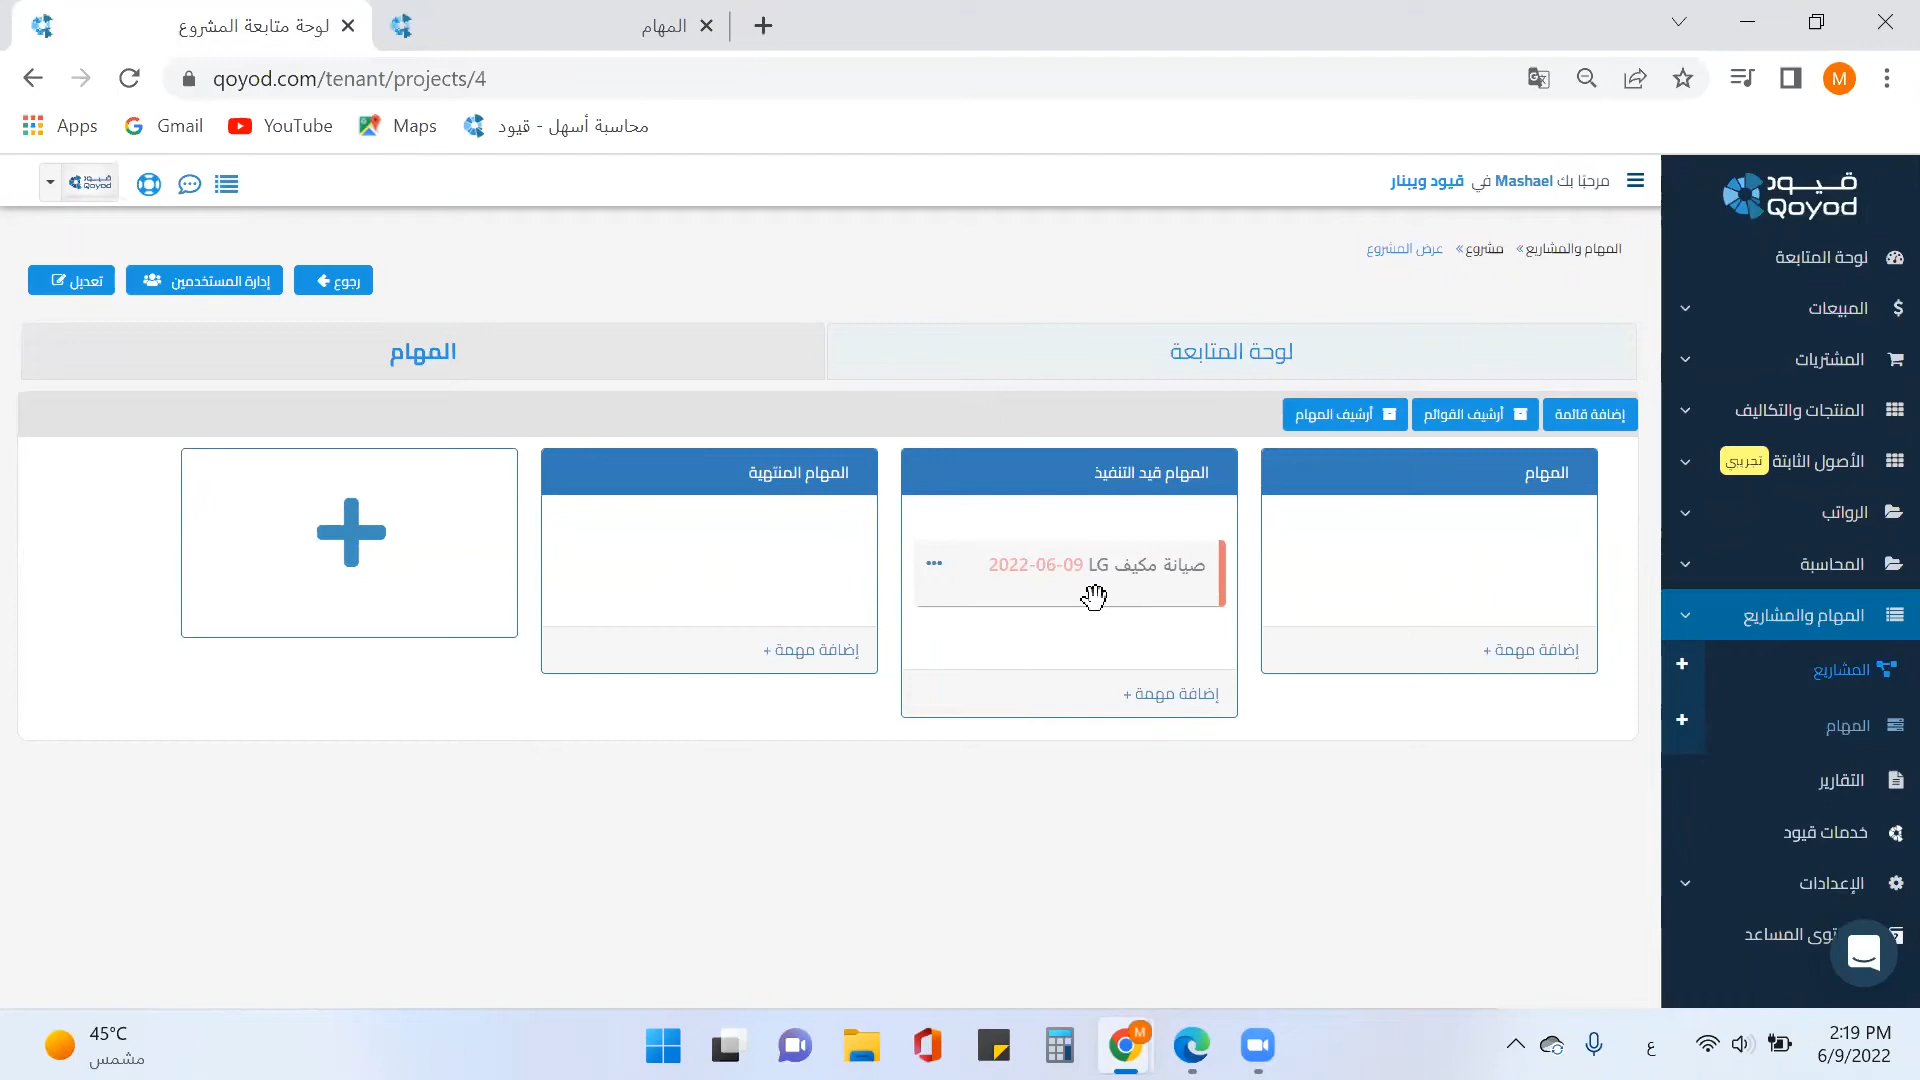 لوحة متابعة المشروع
المهام
qoyod.com/tenant/projects/4
M
Apps
Gmail
YouTube
Maps
محاسبة أسهل - قيود
قيود
Qoyod
مرحبًا بك Mashael في قيود ويبنار
قيود
Qoyod
المهام والمشاريع » مشروع » عرض المشروع
رجوع
إدارة المستخدمين
تعديل
لوحة المتابعة
المهام
إضافة قائمة
أرشيف القوائم
أرشيف المهام
المهام
إضافة مهمة +
المهام قيد التنفيذ
صيانة مكيف LG 2022-06-09
إضافة مهمة +
المهام المنتهية
إضافة مهمة +
لوحة المتابعة
المبيعات
المشتريات
المنتجات والتكاليف
الأصول الثابتة تجريبي
الرواتب
المحاسبة
المهام والمشاريع
المشاريع
المهام
التقارير
خدمات قيود
الإعدادات
المساعد
45°C
مشمس
M
ع
2:19 PM
6/9/2022